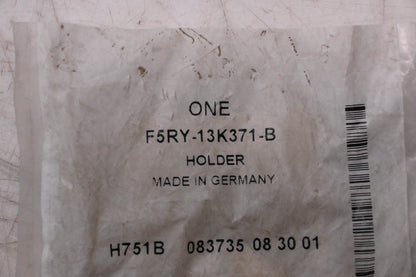 ONE
F5RY-13K371-B
HOLDER
MADE IN GERMANY
H751B 083735 08 30 01